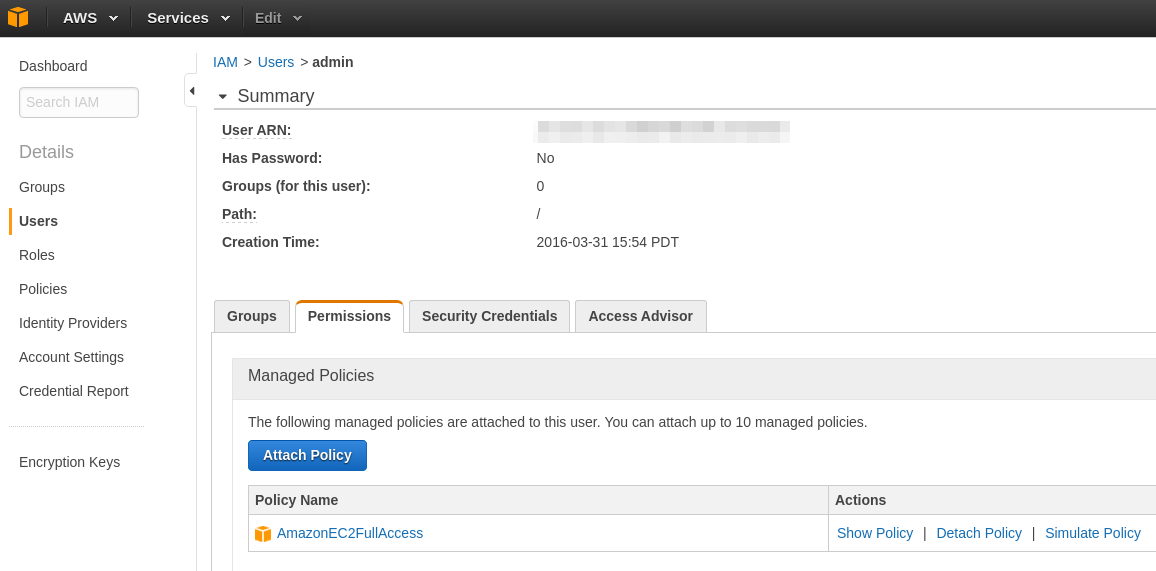 AWS Services Edit
IAM > Users > admin
Dashboard
Search IAM
Details
Groups
Users
Roles
Policies
Identity Providers
Account Settings
Credential Report
Encryption Keys
Summary
User ARN:
Has Password: No
Groups (for this user): 0
Path: /
Creation Time: 2016-03-31 15:54 PDT
Groups Permissions Security Credentials Access Advisor
Managed Policies
The following managed policies are attached to this user. You can attach up to 10 managed policies.
Attach Policy
Policy Name Actions
AmazonEC2FullAccess Show Policy | Detach Policy | Simulate Policy